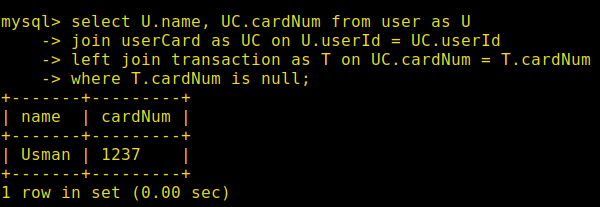 mysql> select U.name, UC.cardNum from user as U
    -> join userCard as UC on U.userId = UC.userId
    -> left join transaction as T on UC.cardNum = T.cardNum
    -> where T.cardNum is null;
+-------+---------+
| name  | cardNum |
+-------+---------+
| Usman | 1237    |
+-------+---------+
1 row in set (0.00 sec)